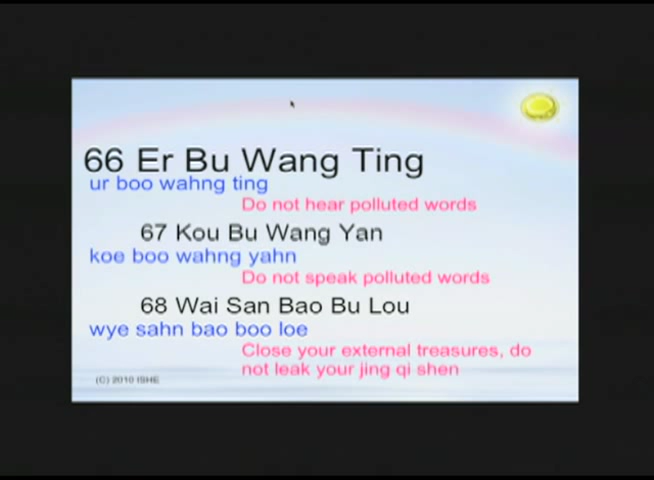 66 Er Bu Wang Ting
ur boo wahng ting
Do not hear polluted words
67 Kou Bu Wang Yan
koe boo wahng yahn
Do not speak polluted words
68 Wai San Bao Bu Lou
wye sahn bao boo loe
Close your external treasures, do
not leak your jing qi shen
(C) 2010 ISHE